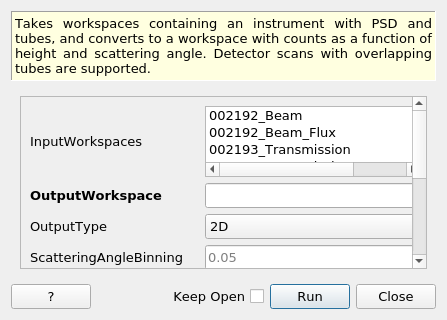 Takes workspaces containing an instrument with PSD and
tubes, and converts to a workspace with counts as a function of
height and scattering angle. Detector scans with overlapping
tubes are supported.
InputWorkspaces
002192_Beam
002192_Beam_Flux
002193_Transmission
OutputWorkspace
OutputType
2D
ScatteringAngleBinning
0.05
?
Keep Open
Run
Close